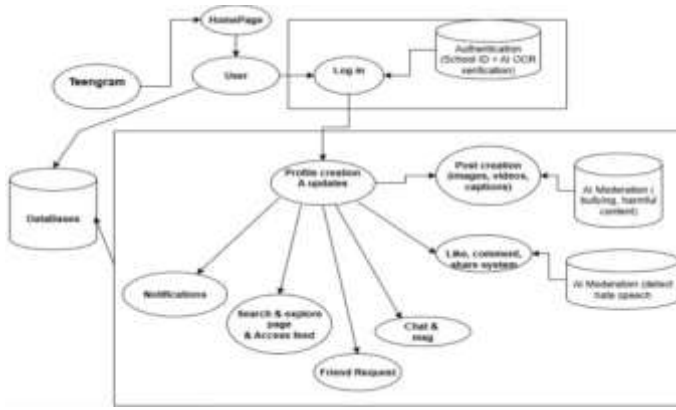 HomePage
Teengram
User
Log in
Authentication
(School ID + AI OCR
verification)
Profile creation
A updates
Post creation
(images, videos,
captions)
AI Moderation (
bullying, harmful
content)
DataBases
Like, comment,
share system
AI Moderation (detect
hate speech
Notifications
Search & explore
page
& Access feed
Chat &
msg
Friend Request